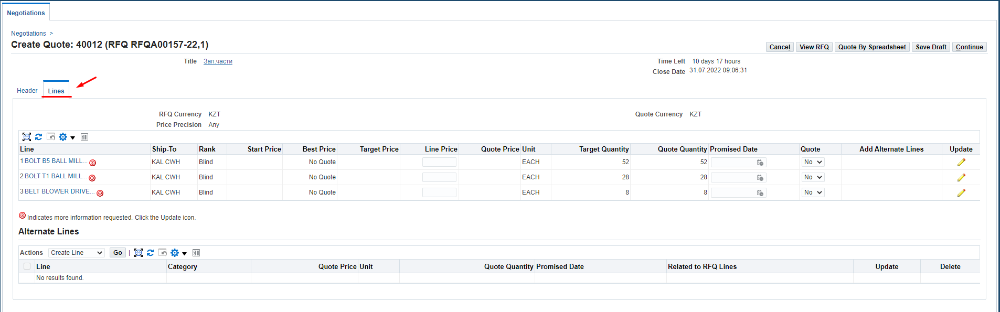 Negotiations
Negotiations >
Create Quote: 40012 (RFQ RFQA00157-22,1)
Cancel View RFQ Quote By Spreadsheet Save Draft Continue
Title Зап.части
Time Left 10 days 17 hours
Close Date 31.07.2022 09:06:31
Header Lines
RFQ Currency KZT
Quote Currency KZT
Price Precision Any
Line Ship-To Rank Start Price Best Price Target Price Line Price Quote Price Unit Target Quantity Quote Quantity Promised Date Quote Add Alternate Lines Update
1 BOLT B5 BALL MILL... KAL CWH Blind No Quote EACH 52 52 No
2 BOLT T1 BALL MILL... KAL CWH Blind No Quote EACH 28 28 No
3 BELT BLOWER DRIVE... KAL CWH Blind No Quote EACH 8 8 No
Indicates more information requested. Click the Update icon.
Alternate Lines
Actions Create Line Go |
Line Category Quote Price Unit Quote Quantity Promised Date Related to RFQ Lines Update Delete
No results found.